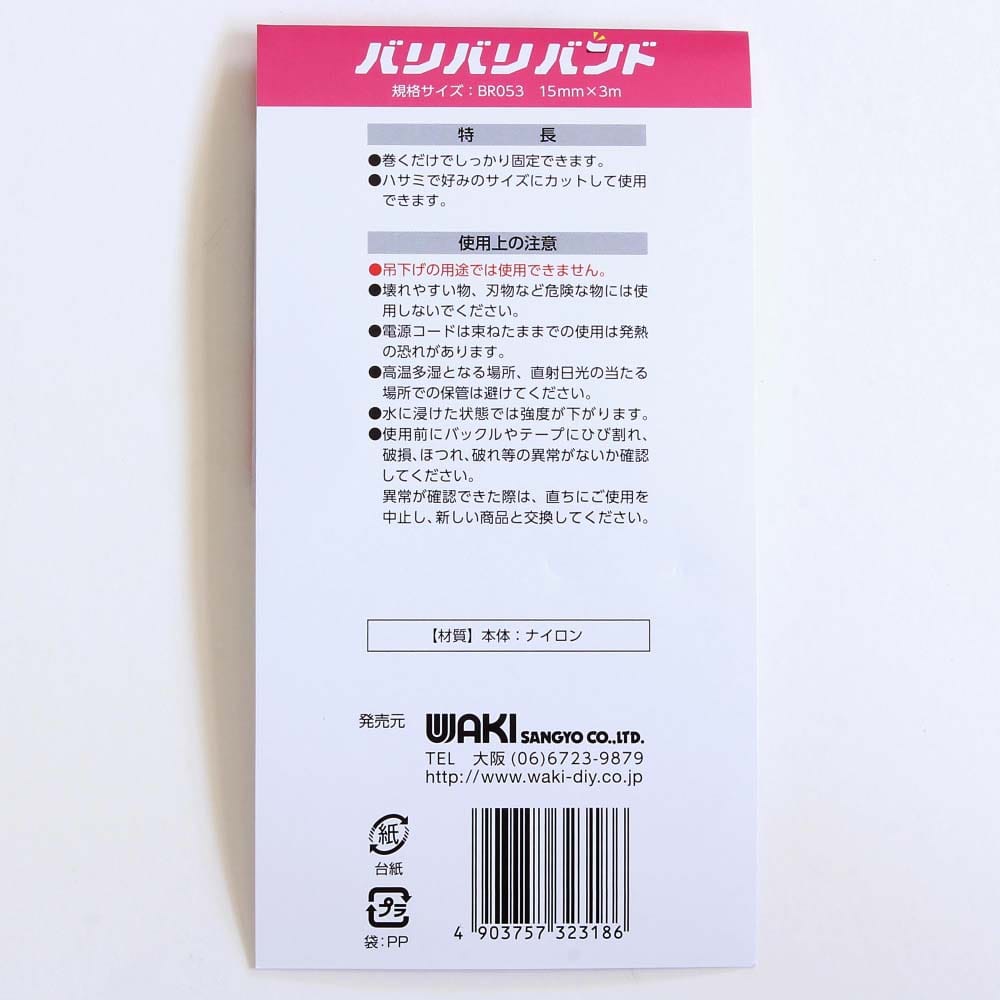 バリバリバンド
規格サイズ：BR053　15mm×3m
特　長
●巻くだけでしっかり固定できます。
●ハサミで好みのサイズにカットして使用
できます。
使用上の注意
●吊下げの用途では使用できません。
●壊れやすい物、刃物など危険な物には使
用しないでください。
●電源コードは束ねたままでの使用は発熱
の恐れがあります。
●高温多湿となる場所、直射日光の当たる
場所での保管は避けてください。
●水に浸けた状態では強度が下がります。
●使用前にバックルやテープにひび割れ、
破損、ほつれ、破れ等の異常がないか確認
してください。
異常が確認できた際は、直ちにご使用を
中止し、新しい商品と交換してください。
【材質】本体：ナイロン
発売元 WAKI SANGYO CO.,LTD.
TEL　大阪 (06)6723-9879
http://www.waki-diy.co.jp
紙
台紙
プラ
袋：PP
4 903757 323186